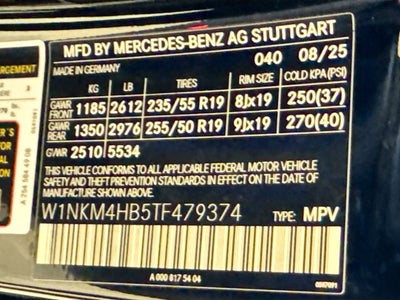 MFD BY MERCEDES-BENZ AG STUTTGART
MADE IN GERMANY 040 08/25
KG LB TIRES RIM SIZE COLD KPA(PSI)
GAWR FRONT 1185 2612 235/55 R19 8Jx19 250(37)
GAWR REAR 1350 2976 255/50 R19 9Jx19 270(40)
GVWR 2510 5534
THIS VEHICLE CONFORMS TO ALL APPLICABLE FEDERAL MOTOR VEHICLE
SAFETY AND THEFT PREVENTION STANDARDS IN EFFECT ON THE DATE OF
MANUFACTURE SHOWN ABOVE.
W1NKM4HB5TF479374 TYPE: MPV
A 000 817 54 04